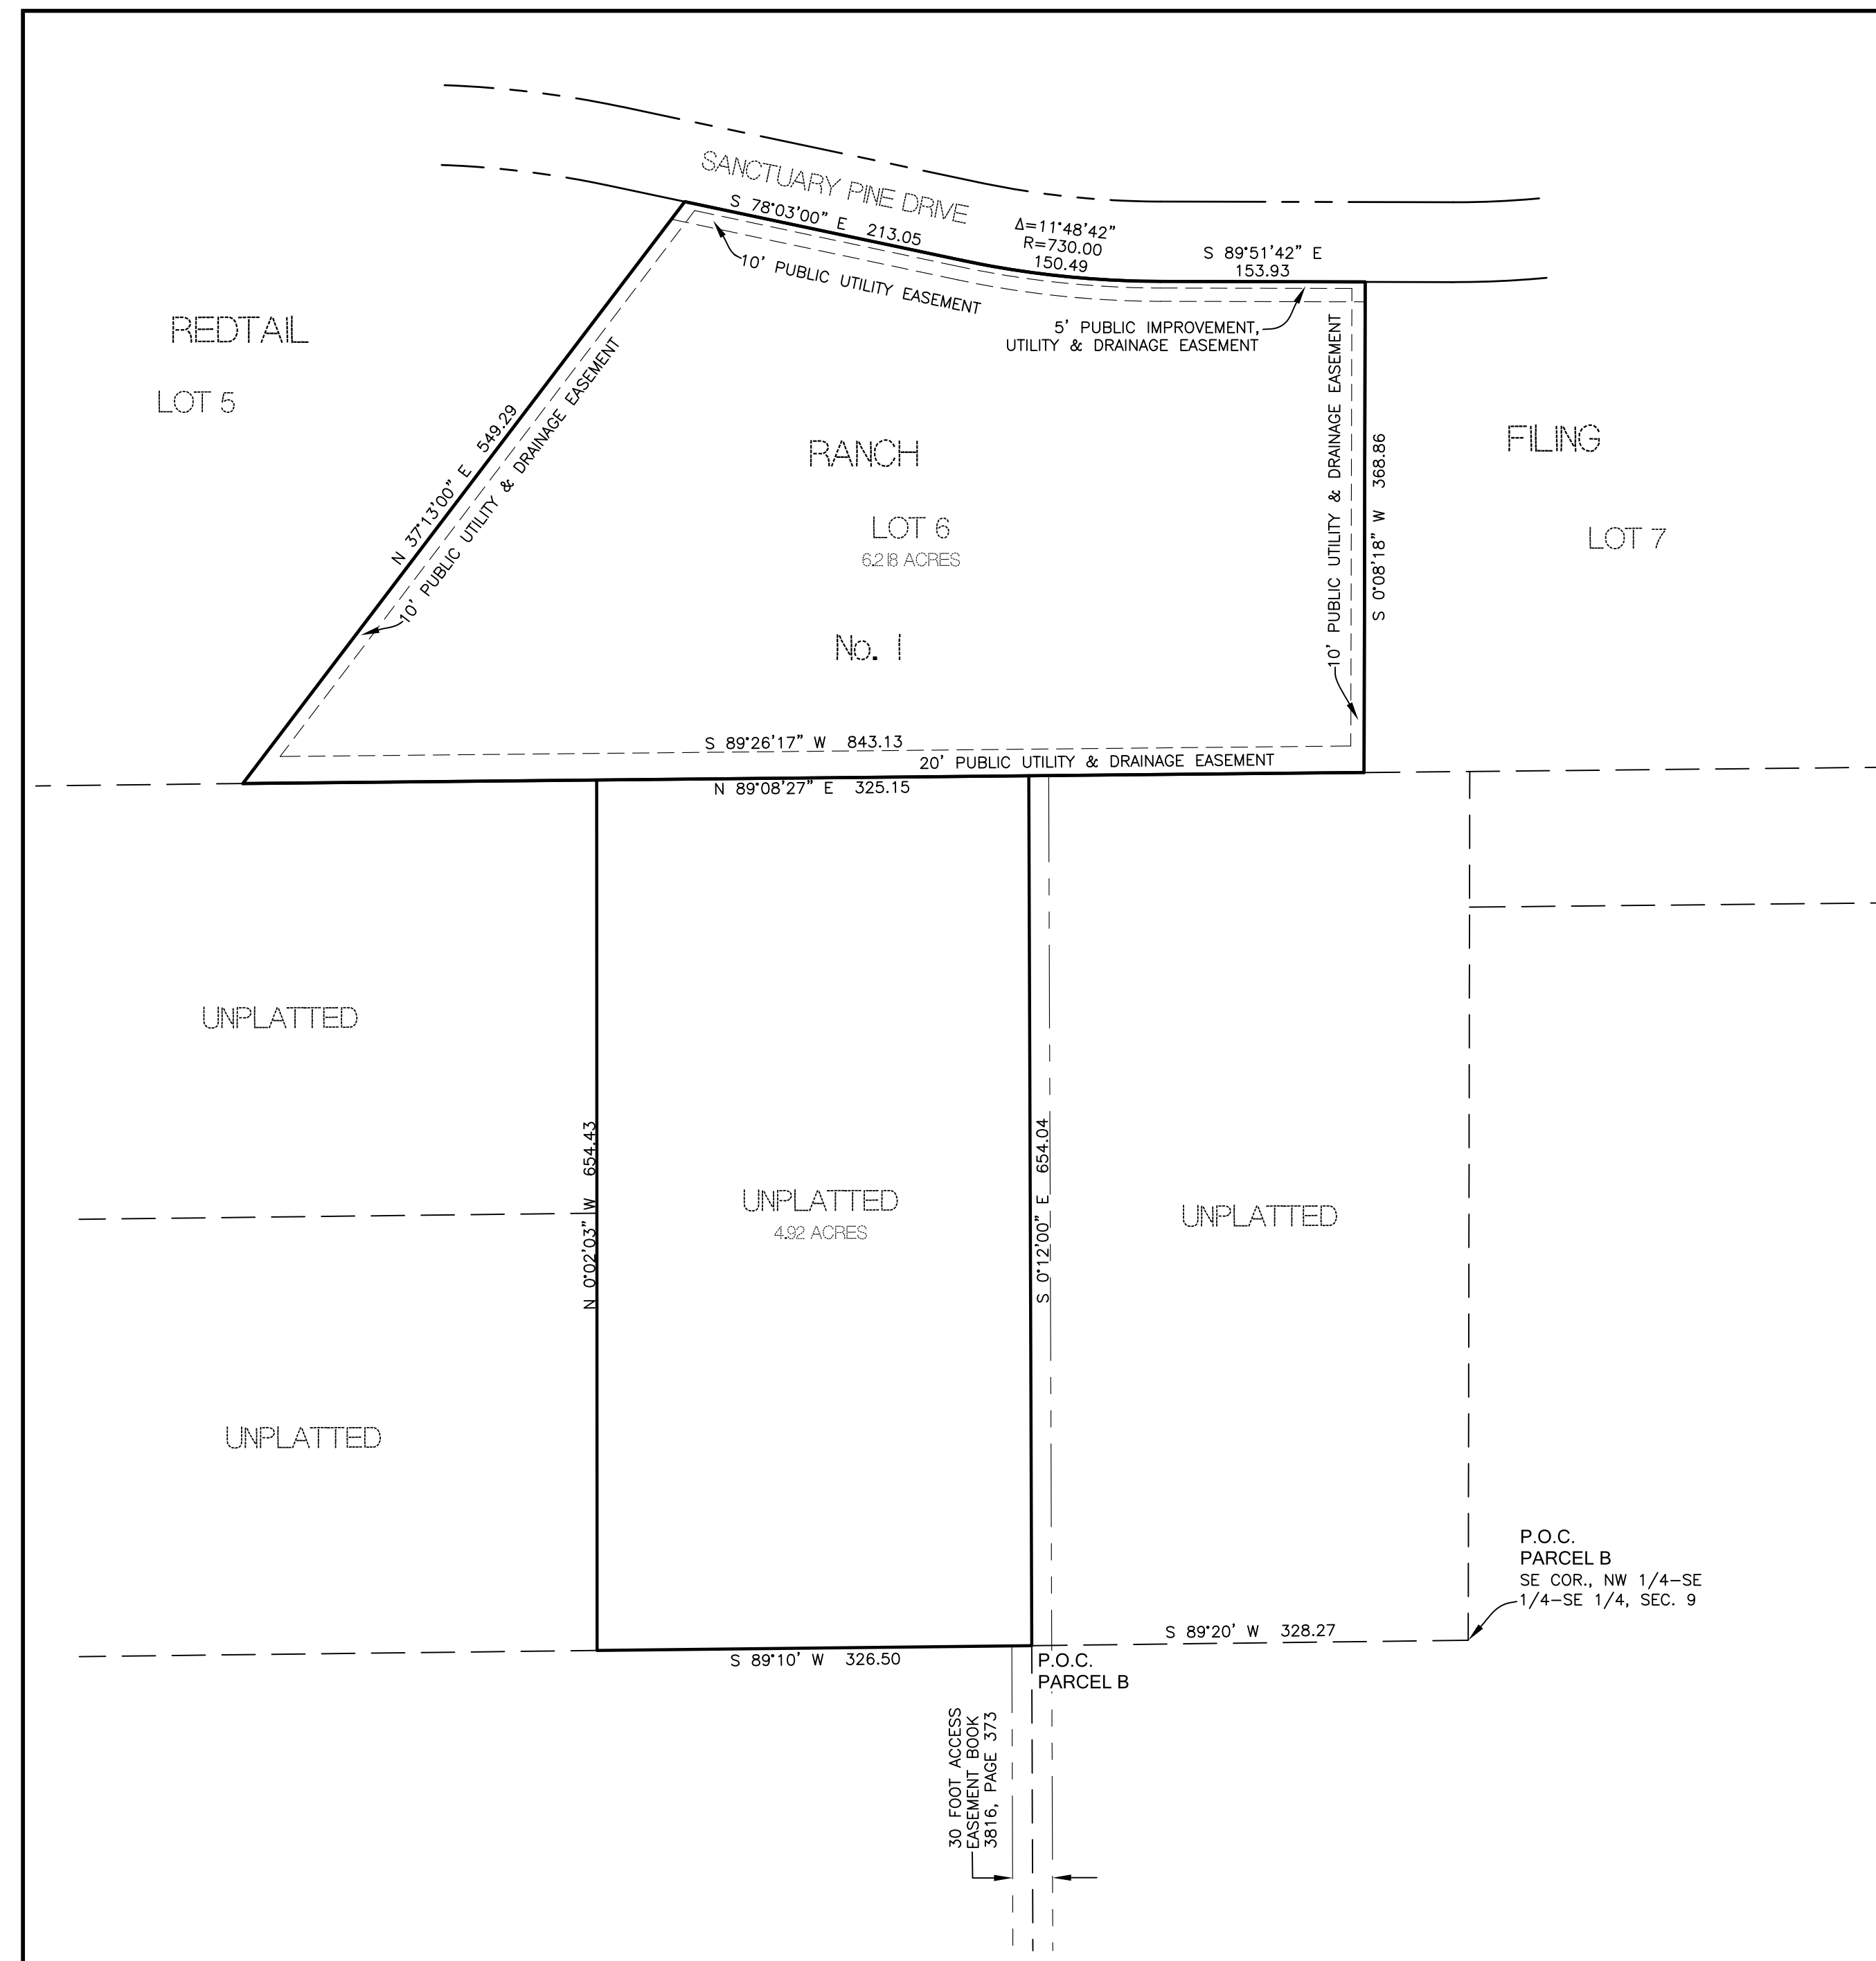 SANCTUARY PINE DRIVE
S 78°03'00" E 213.05
Δ=11°48'42"
R=730.00
150.49
S 89°51'42" E
153.93
10' PUBLIC UTILITY EASEMENT
5' PUBLIC IMPROVEMENT,
UTILITY & DRAINAGE EASEMENT
REDTAIL
LOT 5
N 37°13'00" E 549.29
10' PUBLIC UTILITY & DRAINAGE EASEMENT
RANCH
LOT 6
6.218 ACRES
No. 1
10' PUBLIC UTILITY & DRAINAGE EASEMENT
S 0°08'18" W 368.86
FILING
LOT 7
S 89°26'17" W 843.13
20' PUBLIC UTILITY & DRAINAGE EASEMENT
N 89°08'27" E 325.15
UNPLATTED
N 0°02'03" W 654.43
UNPLATTED
4.92 ACRES
S 0°12'00" E 654.04
UNPLATTED
UNPLATTED
P.O.C.
PARCEL B
SE COR., NW 1/4-SE
1/4-SE 1/4, SEC. 9
S 89°20' W 328.27
S 89°10' W 326.50
P.O.C.
PARCEL B
30 FOOT ACCESS
EASEMENT BOOK
3816, PAGE 373